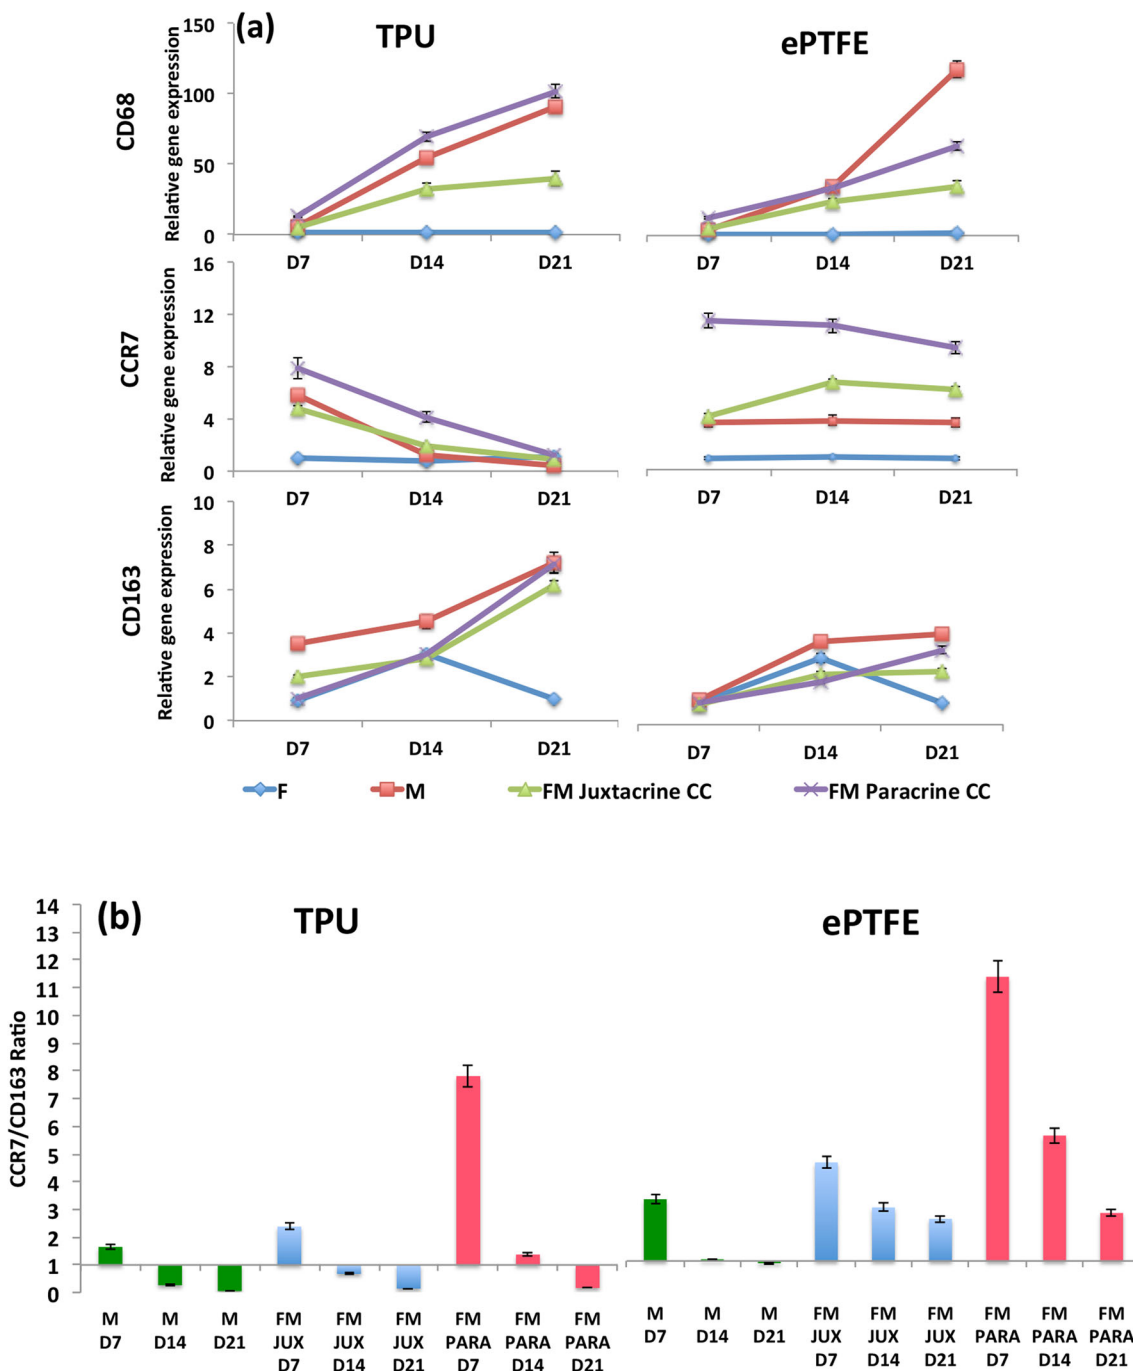 (a)
TPU
ePTFE
CD68
Relative gene expression
150
100
50
0
D7
D14
D21
D7
D14
D21
CCR7
Relative gene expression
16
12
8
4
0
D7
D14
D21
D7
D14
D21
CD163
Relative gene expression
10
8
6
4
2
0
D7
D14
D21
D7
D14
D21
F
M
FM Juxtacrine CC
FM Paracrine CC
(b)
TPU
ePTFE
CCR7/CD163 Ratio
14
13
12
11
10
9
8
7
6
5
4
3
2
1
0
M
D7
M
D14
M
D21
FM
JUX
D7
FM
JUX
D14
FM
JUX
D21
FM
PARA
D7
FM
PARA
D14
FM
PARA
D21
M
D7
M
D14
M
D21
FM
JUX
D7
FM
JUX
D14
FM
JUX
D21
FM
PARA
D7
FM
PARA
D14
FM
PARA
D21